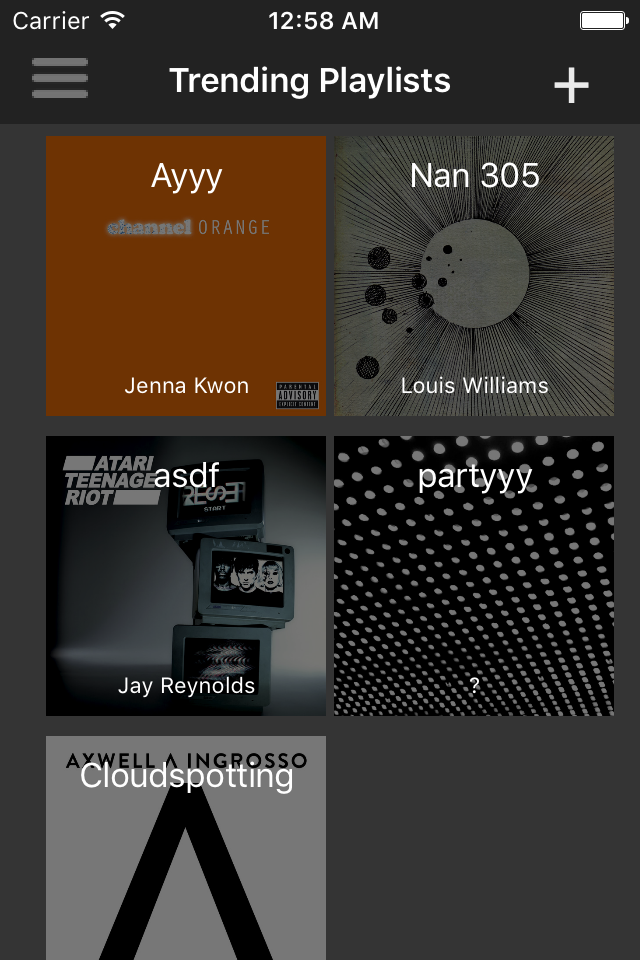 Carrier
12:58 AM
Trending Playlists
+
Ayyy
channel ORANGE
Jenna Kwon
PARENTAL
ADVISORY
EXPLICIT CONTENT
Nan 305
Louis Williams
ATARI
TEENAGE
RIOT
asdf
RESET
START
Jay Reynolds
partyyy
?
AXWELL Λ INGROSSO
Cloudspotting